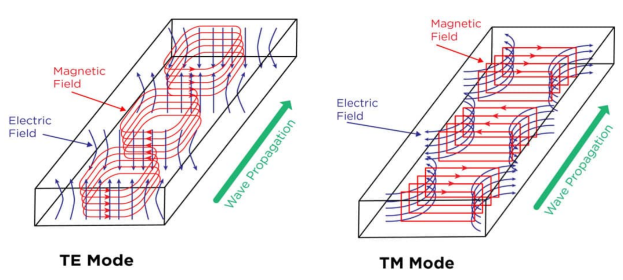 Magnetic
Field
Electric
Field
Wave Propagation
TE Mode
Magnetic
Field
Electric
Field
Wave Propagation
TM Mode